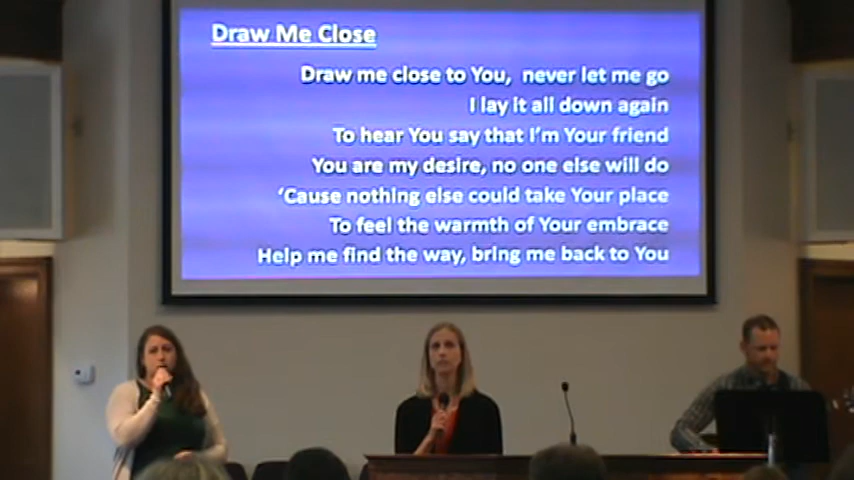 Draw Me Close
Draw me close to You, never let me go
I lay it all down again
To hear You say that I'm Your friend
You are my desire, no one else will do
‘Cause nothing else could take Your place
To feel the warmth of Your embrace
Help me find the way, bring me back to You